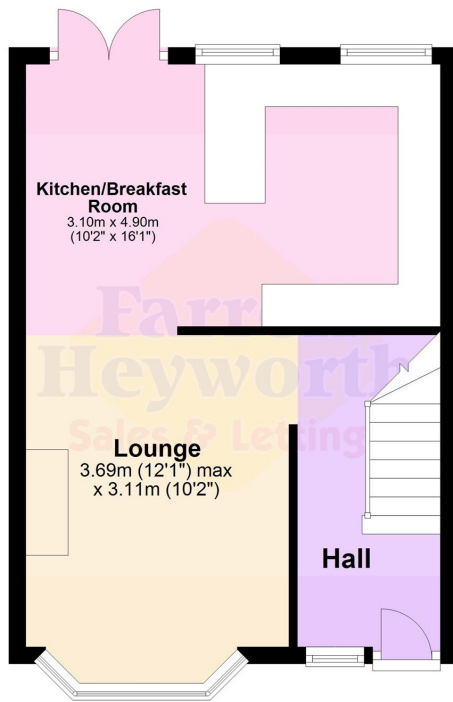 Kitchen/Breakfast
Room
3.10m x 4.90m
(10'2" x 16'1")
Heyworth
Sales & Letting
Lounge
3.69m (12'1") max
x 3.11m (10'2")
Hall